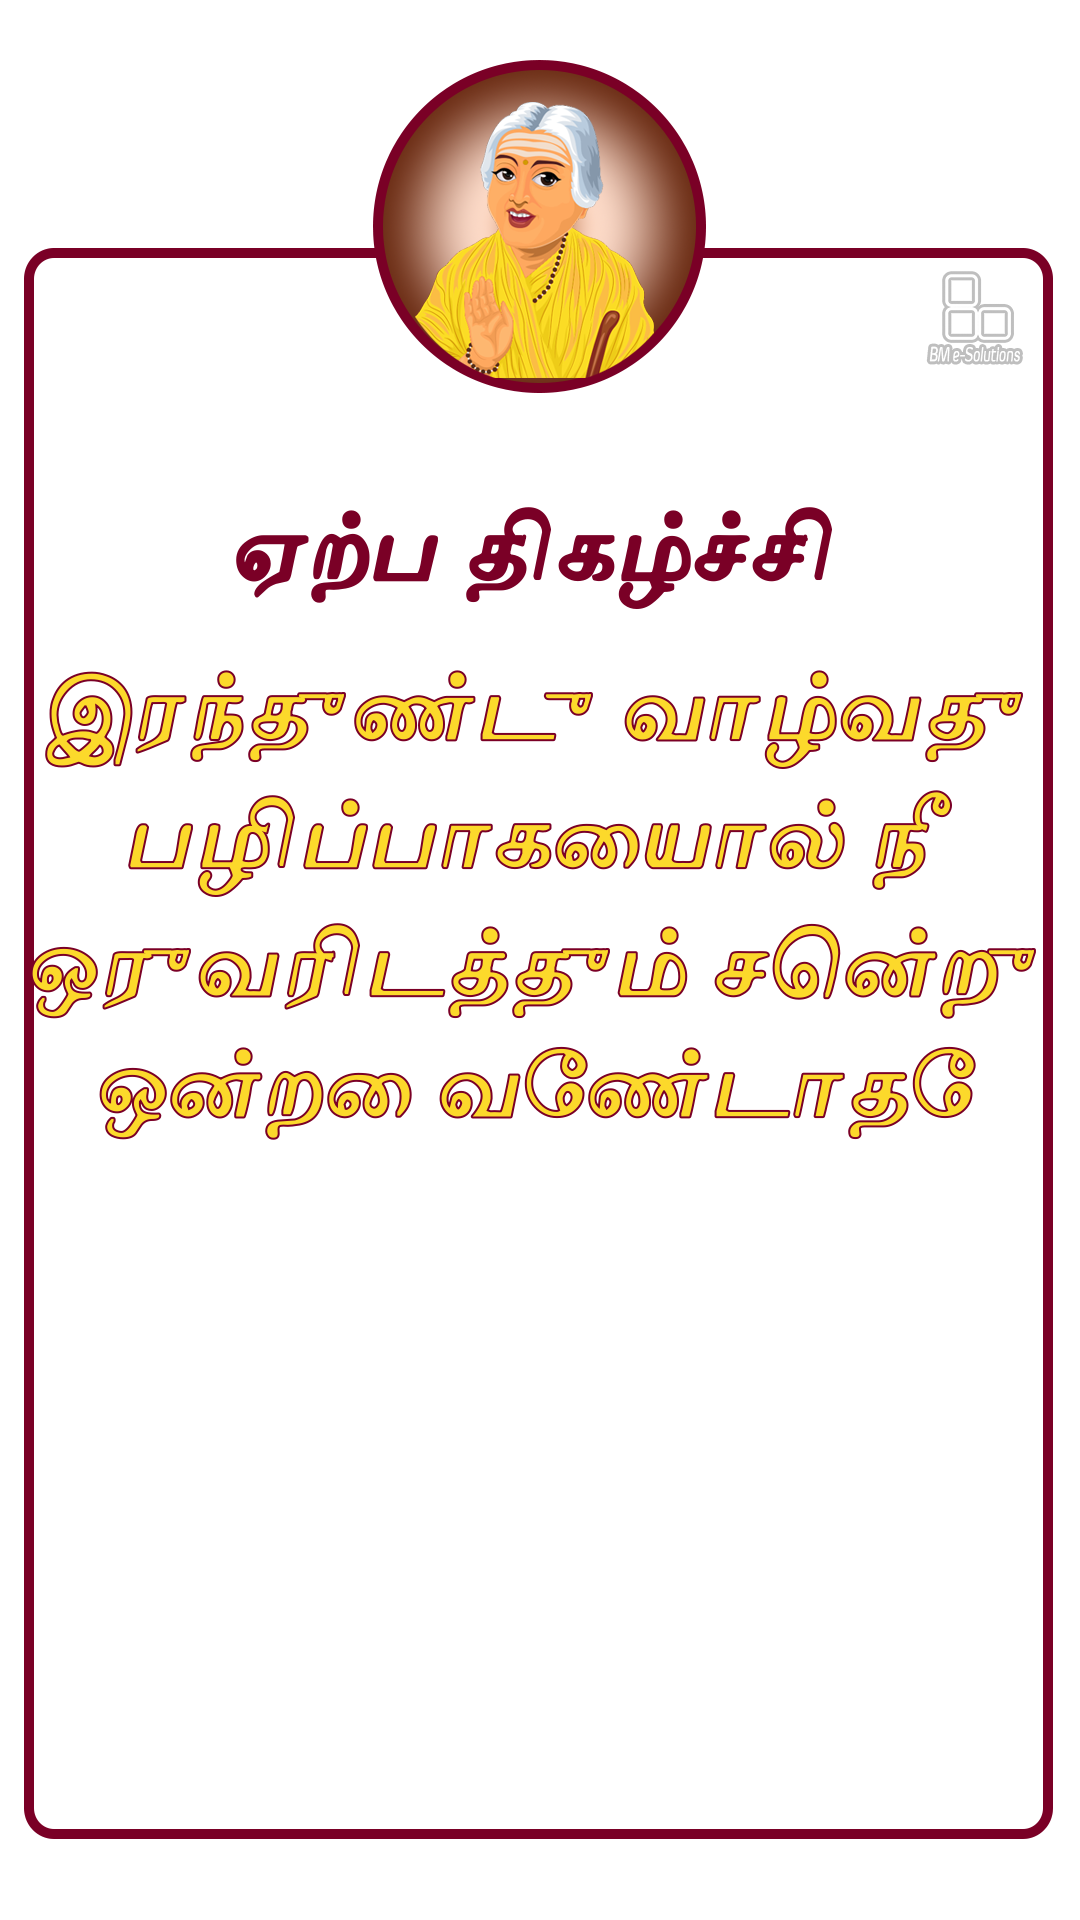 BM e-Solutions
ஏற்ப திகழ்ச்சி
இரந்துண்டு வாழ்வது
பழிப்பாகையால் நீ
ஒருவரிடத்தும் சென்று
ஒன்றை வேண்டாதே